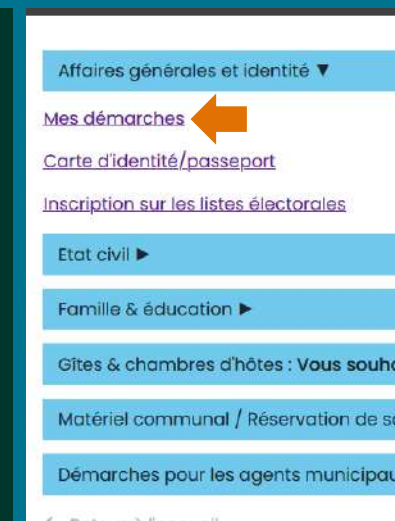 Affaires générales et identité ▼
Mes démarches
Carte d'identité/passeport
Inscription sur les listes électorales
Etat civil ►
Famille & éducation ►
Gîtes & chambres d'hôtes : Vous
Matériel communal / Réservation de
Démarches pour les agents